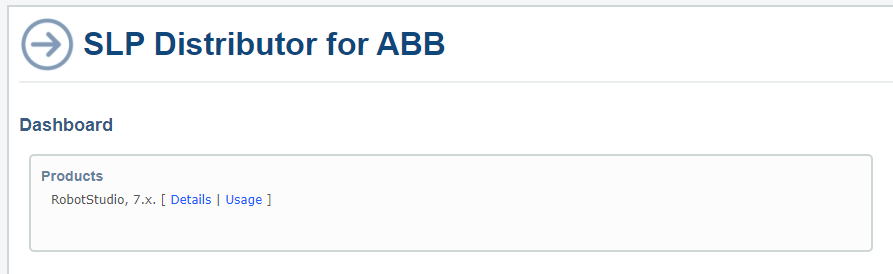 SLP Distributor for ABB
Dashboard
Products
RobotStudio, 7.x. [ Details | Usage ]